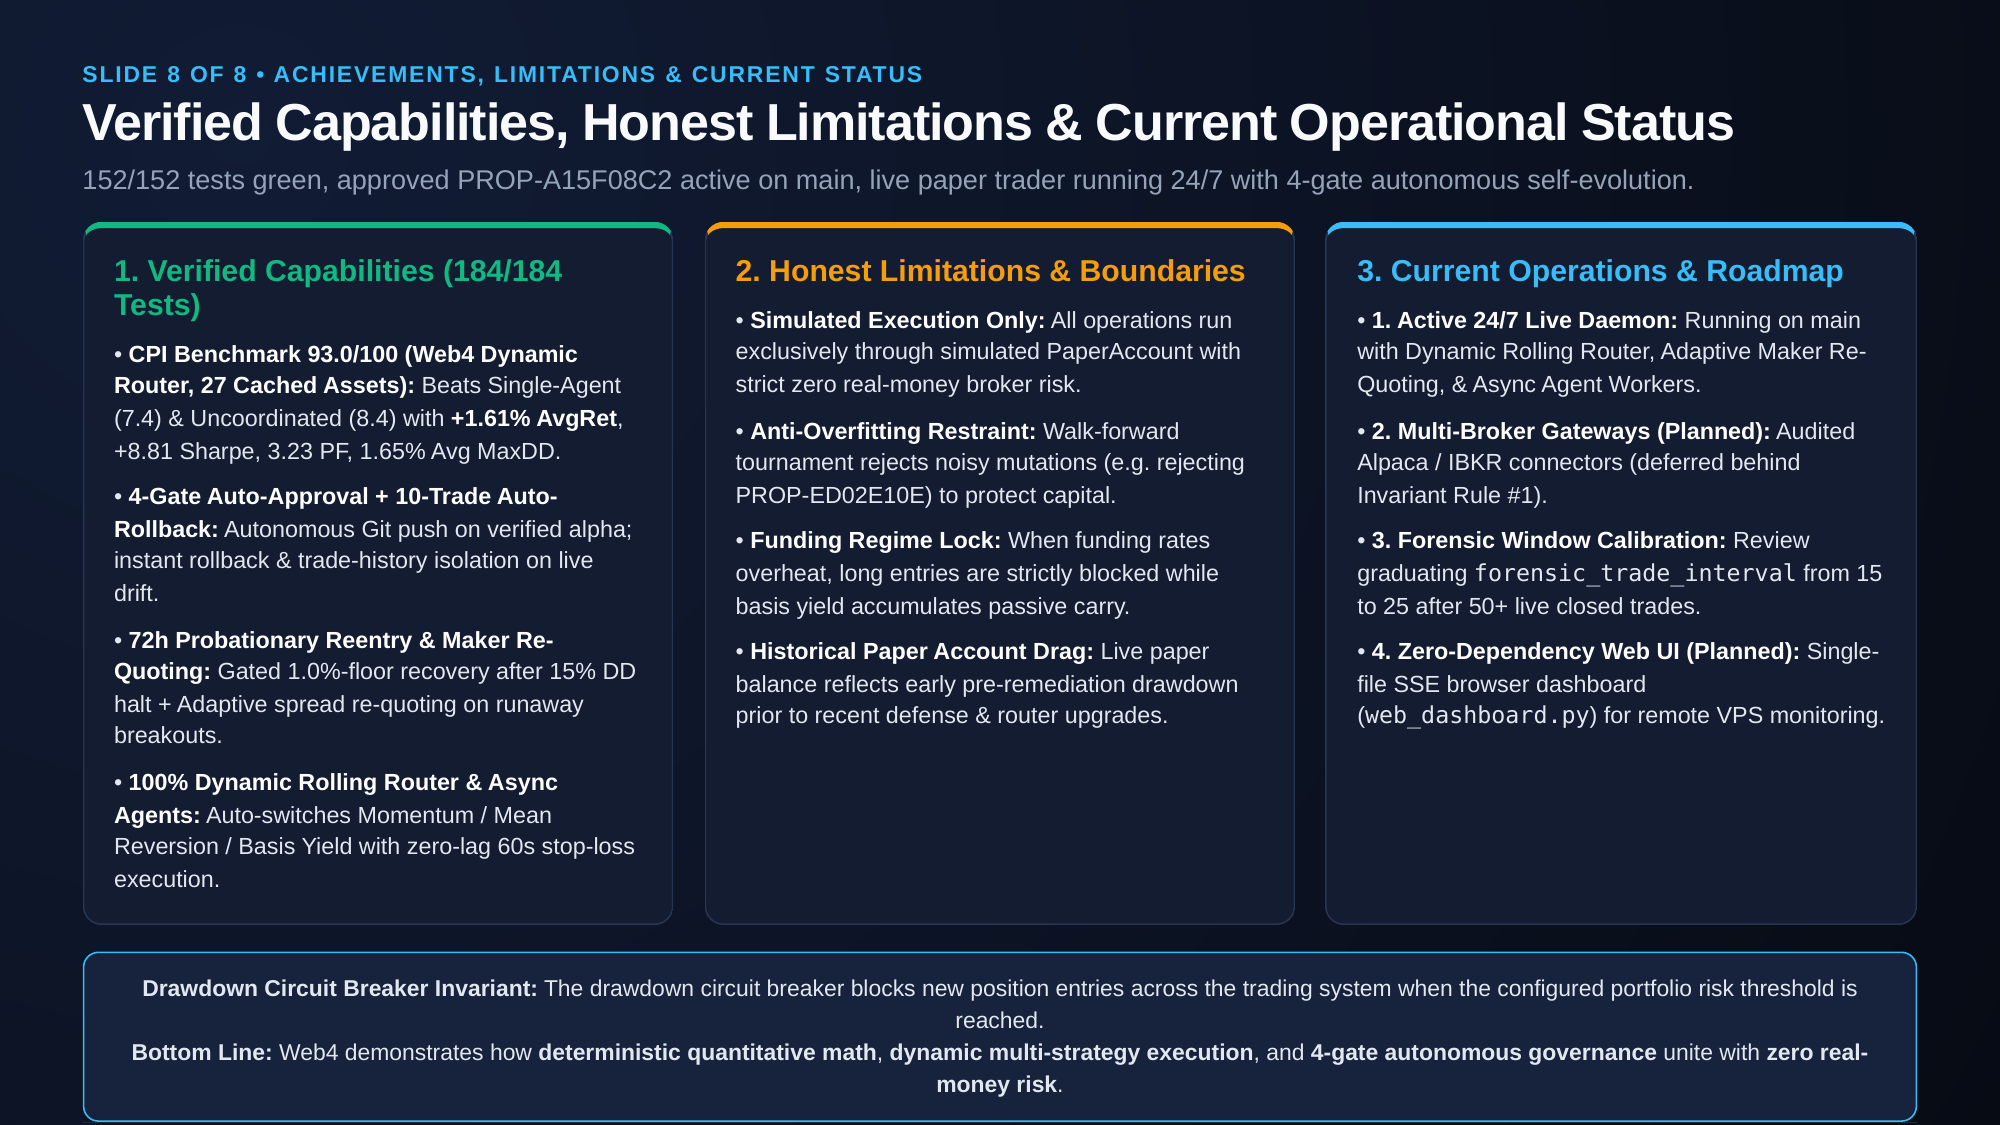 SLIDE 8 OF 8 • ACHIEVEMENTS, LIMITATIONS & CURRENT STATUS
Verified Capabilities, Honest Limitations & Current Operational Status
152/152 tests green, approved PROP-A15F08C2 active on main, live paper trader running 24/7 with 4-gate autonomous self-evolution.
1. Verified Capabilities (184/184
Tests)
• CPI Benchmark 93.0/100 (Web4 Dynamic
Router, 27 Cached Assets): Beats Single-Agent
(7.4) & Uncoordinated (8.4) with +1.61% AvgRet,
+8.81 Sharpe, 3.23 PF, 1.65% Avg MaxDD.
• 4-Gate Auto-Approval + 10-Trade Auto-
Rollback: Autonomous Git push on verified alpha;
instant rollback & trade-history isolation on live
drift.
• 72h Probationary Reentry & Maker Re-
Quoting: Gated 1.0%-floor recovery after 15% DD
halt + Adaptive spread re-quoting on runaway
breakouts.
• 100% Dynamic Rolling Router & Async
Agents: Auto-switches Momentum / Mean
Reversion / Basis Yield with zero-lag 60s stop-loss
execution.
2. Honest Limitations & Boundaries
• Simulated Execution Only: All operations run
exclusively through simulated PaperAccount with
strict zero real-money broker risk.
• Anti-Overfitting Restraint: Walk-forward
tournament rejects noisy mutations (e.g. rejecting
PROP-ED02E10E) to protect capital.
• Funding Regime Lock: When funding rates
overheat, long entries are strictly blocked while
basis yield accumulates passive carry.
• Historical Paper Account Drag: Live paper
balance reflects early pre-remediation drawdown
prior to recent defense & router upgrades.
3. Current Operations & Roadmap
• 1. Active 24/7 Live Daemon: Running on main
with Dynamic Rolling Router, Adaptive Maker Re-
Quoting, & Async Agent Workers.
• 2. Multi-Broker Gateways (Planned): Audited
Alpaca / IBKR connectors (deferred behind
Invariant Rule #1).
• 3. Forensic Window Calibration: Review
graduating forensic_trade_interval from 15
to 25 after 50+ live closed trades.
• 4. Zero-Dependency Web UI (Planned): Single-
file SSE browser dashboard
(web_dashboard.py) for remote VPS monitoring.
Drawdown Circuit Breaker Invariant: The drawdown circuit breaker blocks new position entries across the trading system when the configured portfolio risk threshold is
reached.
Bottom Line: Web4 demonstrates how deterministic quantitative math, dynamic multi-strategy execution, and 4-gate autonomous governance unite with zero real-
money risk.